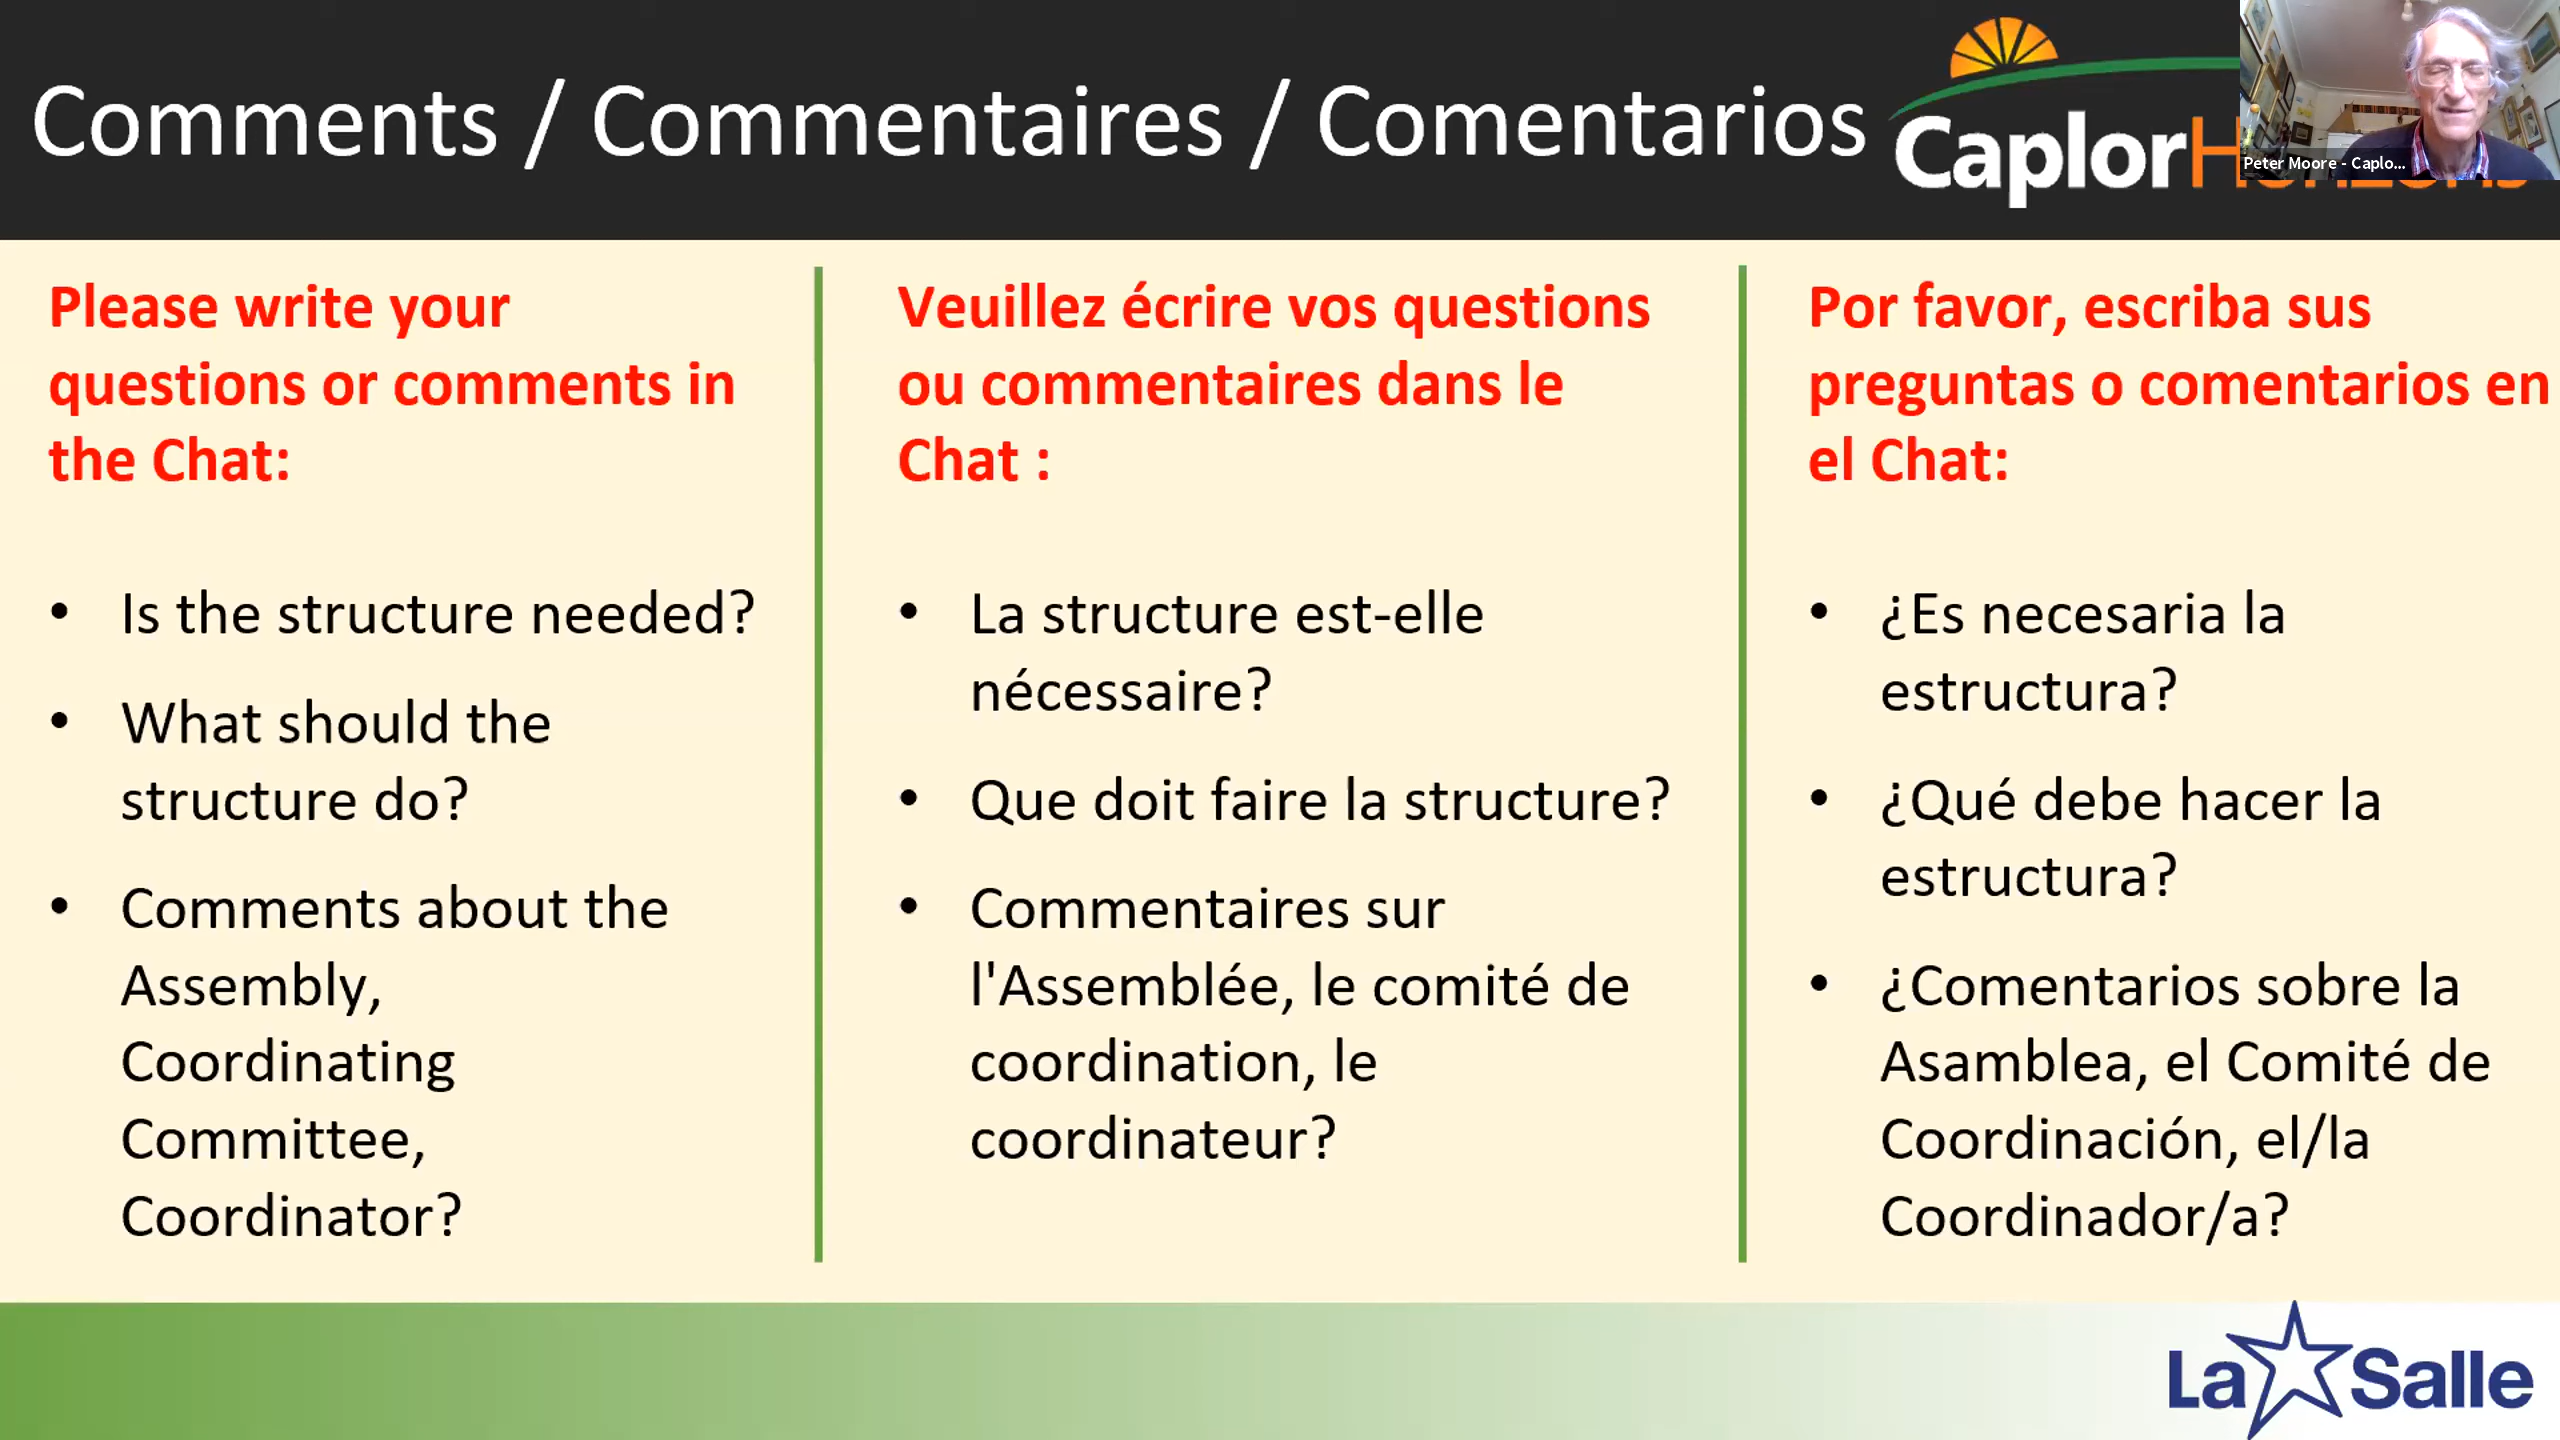 Comments / Commentaires / Comentarios
CaplorH
Peter Moore - Caplo...
Please write your
questions or comments in
the Chat:
• Is the structure needed?
• What should the
structure do?
• Comments about the
Assembly,
Coordinating
Committee,
Coordinator?
Veuillez écrire vos questions
ou commentaires dans le
Chat :
• La structure est-elle
nécessaire?
• Que doit faire la structure?
• Commentaires sur
l'Assemblée, le comité de
coordination, le
coordinateur?
Por favor, escriba sus
preguntas o comentarios en
el Chat:
• ¿Es necesaria la
estructura?
• ¿Qué debe hacer la
estructura?
• ¿Comentarios sobre la
Asamblea, el Comité de
Coordinación, el/la
Coordinador/a?
La Salle